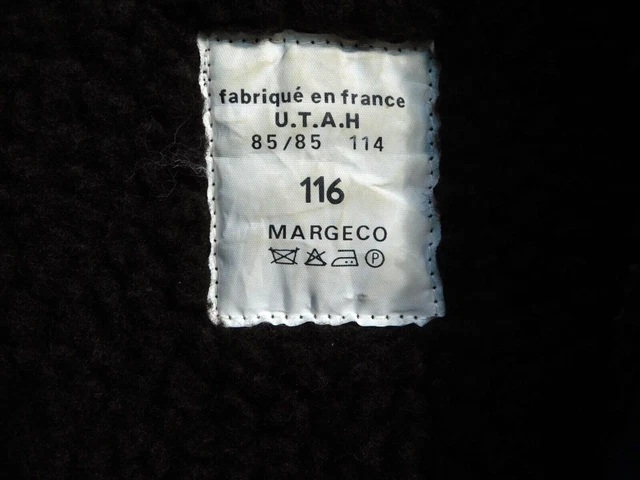 fabriqué en france
U.T.A.H
85/85 114
116
MARGECO
P